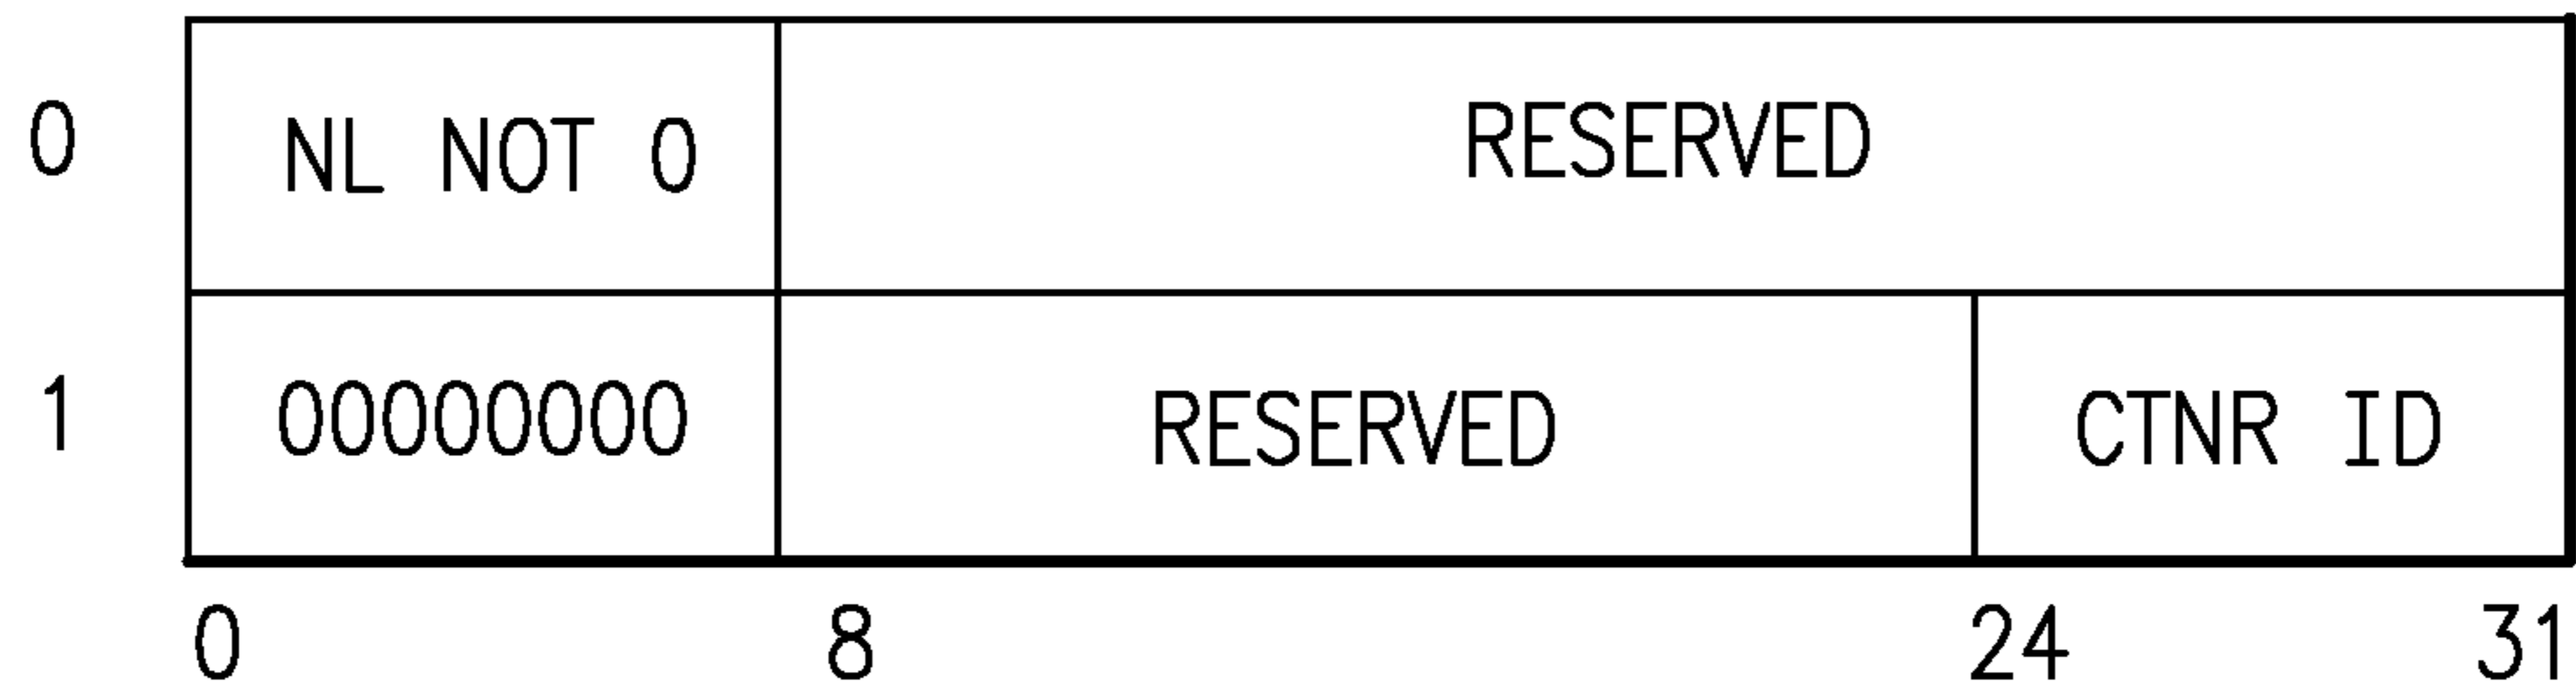 0 NL NOT 0 RESERVED
1 00000000 RESERVED CTNR ID
0 8 24 31